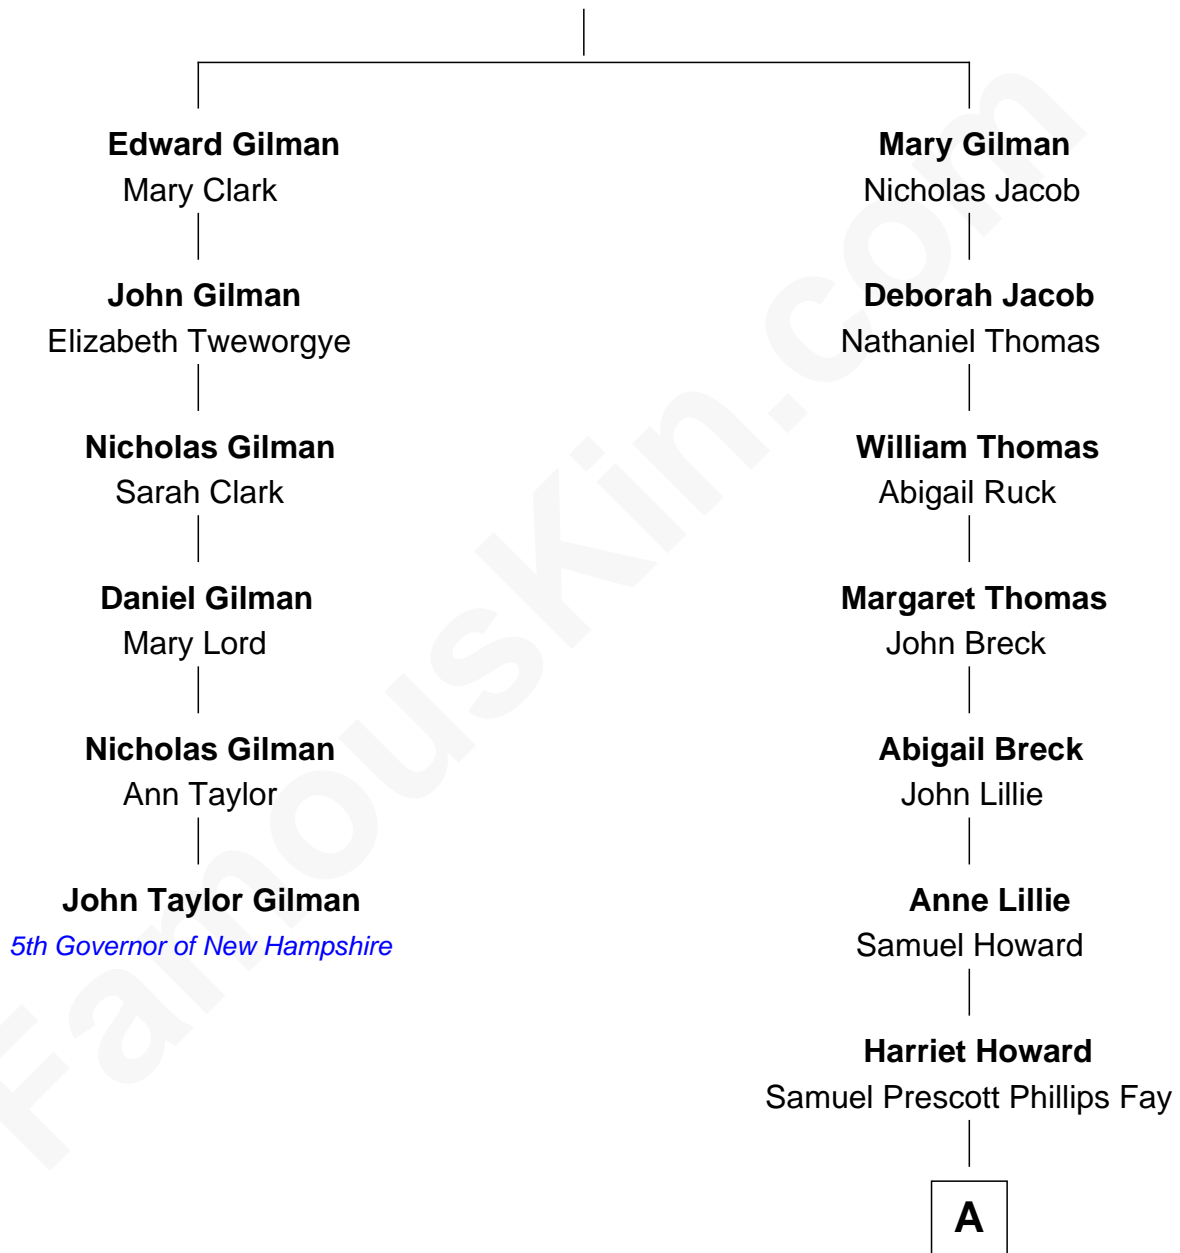 Edward Gilman
Mary Clark
John Gilman
Elizabeth Tweworgye
Nicholas Gilman
Sarah Clark
Daniel Gilman
Mary Lord
Nicholas Gilman
Ann Taylor
John Taylor Gilman
5th Governor of New Hampshire
Mary Gilman
Nicholas Jacob
Deborah Jacob
Nathaniel Thomas
William Thomas
Abigail Ruck
Margaret Thomas
John Breck
Abigail Breck
John Lillie
Anne Lillie
Samuel Howard
Harriet Howard
Samuel Prescott Phillips Fay
A
FamousKin.com